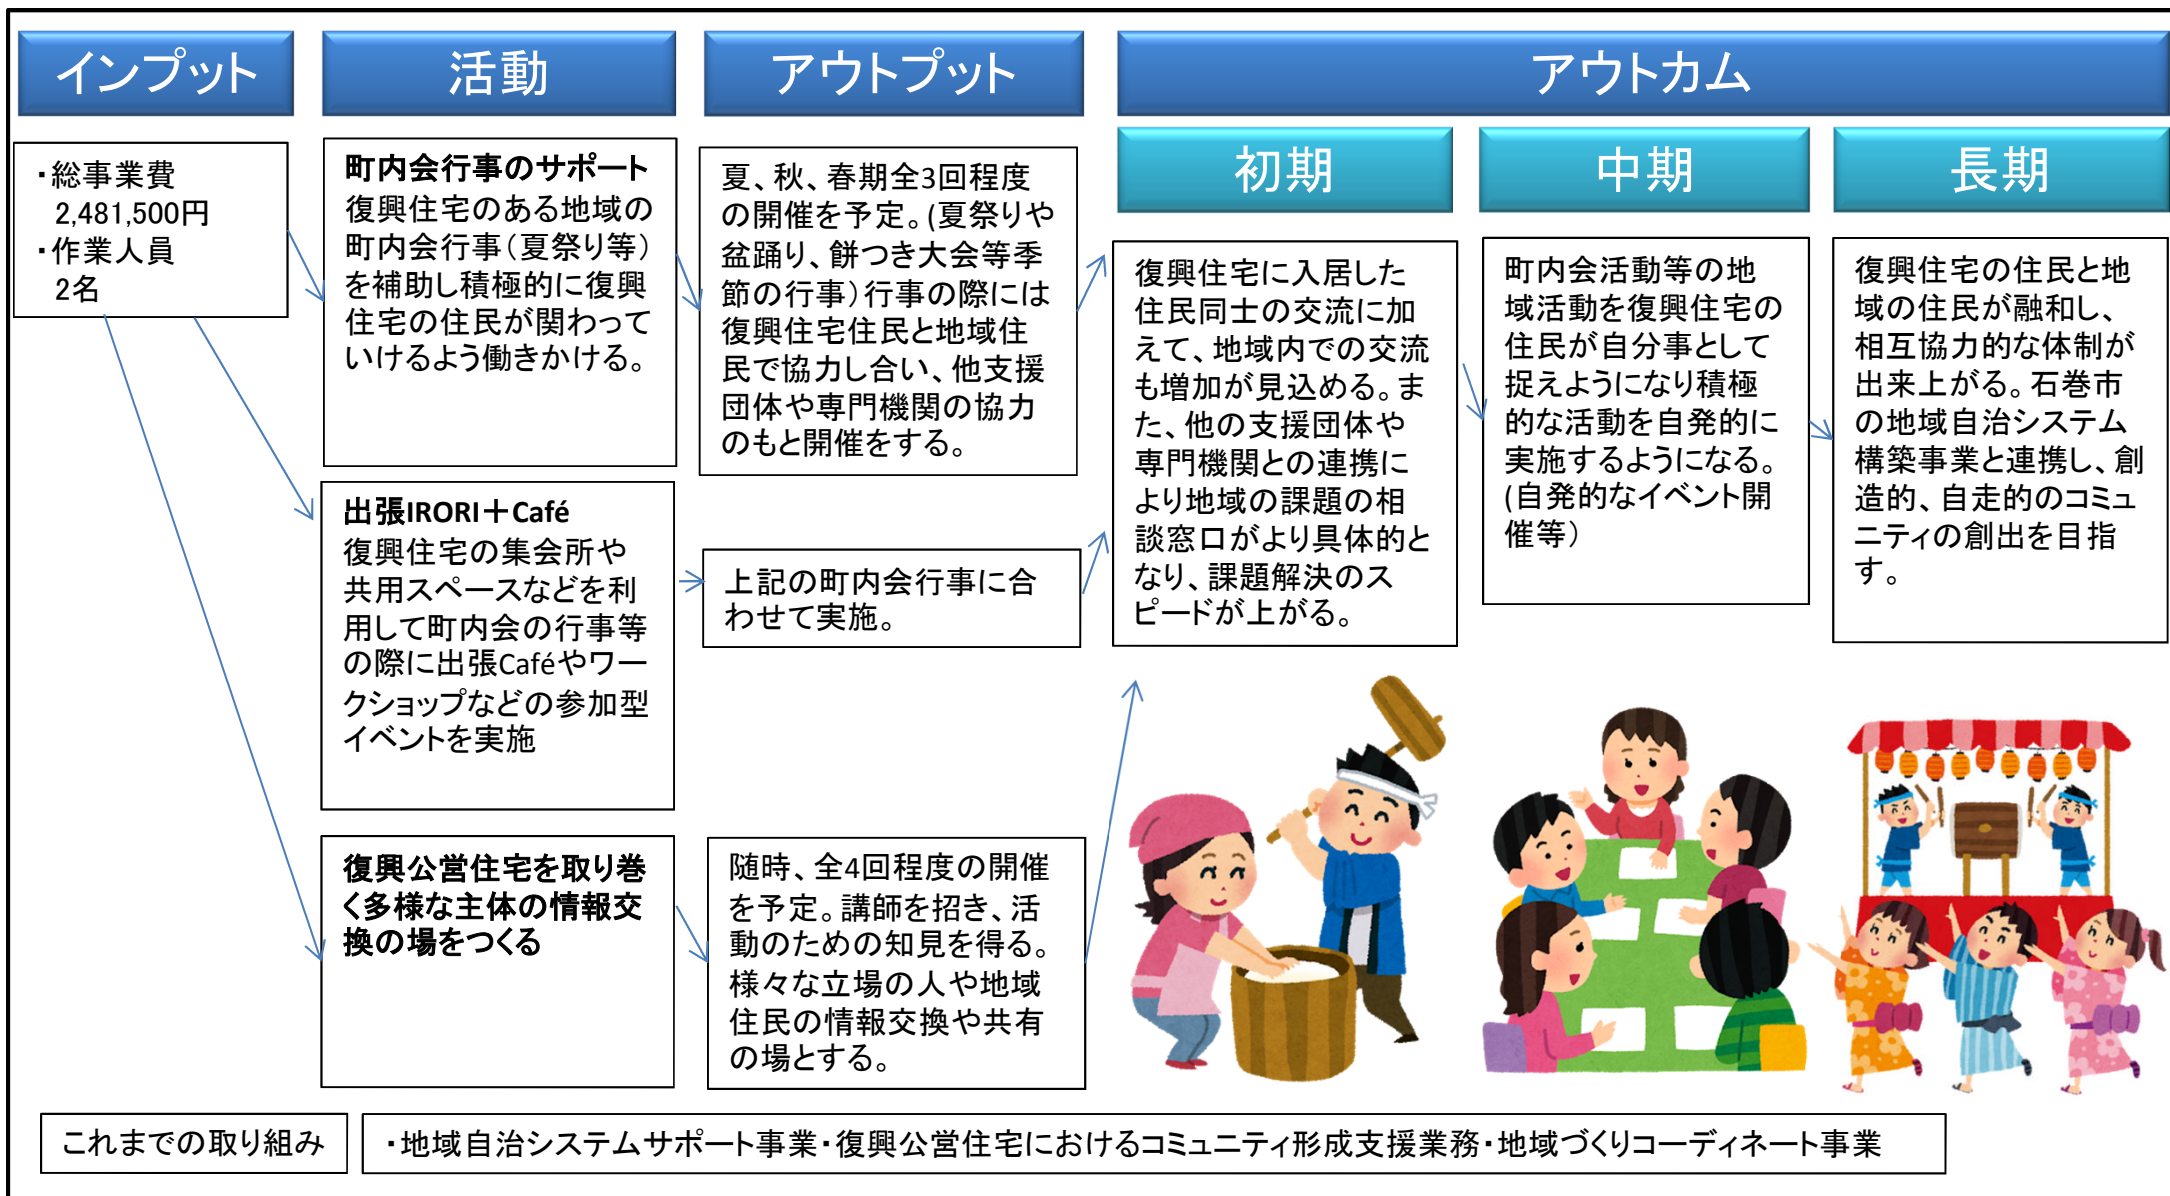 インプット
活動
アウトプット
アウトカム
初期
中期
長期
・総事業費
2,481,500円
・作業人員
2名
町内会行事のサポート
復興住宅のある地域の
町内会行事(夏祭り等)
を補助し積極的に復興
住宅の住民が関わって
いけるよう働きかける。
出張IRORI＋Café
復興住宅の集会所や
共用スペースなどを利
用して町内会の行事等
の際に出張Caféやワー
クショップなどの参加型
イベントを実施
復興公営住宅を取り巻
く多様な主体の情報交
換の場をつくる
夏、秋、春期全3回程度
の開催を予定。(夏祭りや
盆踊り、餅つき大会等季
節の行事)行事の際には
復興住宅住民と地域住
民で協力し合い、他支援
団体や専門機関の協力
のもと開催をする。
上記の町内会行事に合
わせて実施。
随時、全4回程度の開催
を予定。講師を招き、活
動のための知見を得る。
様々な立場の人や地域
住民の情報交換や共有
の場とする。
復興住宅に入居した
住民同士の交流に加
えて、地域内での交流
も増加が見込める。ま
た、他の支援団体や
専門機関との連携に
より地域の課題の相
談窓口がより具体的と
なり、課題解決のス
ピードが上がる。
町内会活動等の地
域活動を復興住宅の
住民が自分事として
捉えようになり積極
的な活動を自発的に
実施するようになる。
(自発的なイベント開
催等)
復興住宅の住民と地
域の住民が融和し、
相互協力的な体制が
出来上がる。石巻市
の地域自治システム
構築事業と連携し、創
造的、自走的のコミュ
ニティの創出を目指
す。
これまでの取り組み
・地域自治システムサポート事業・復興公営住宅におけるコミュニティ形成支援業務・地域づくりコーディネート事業